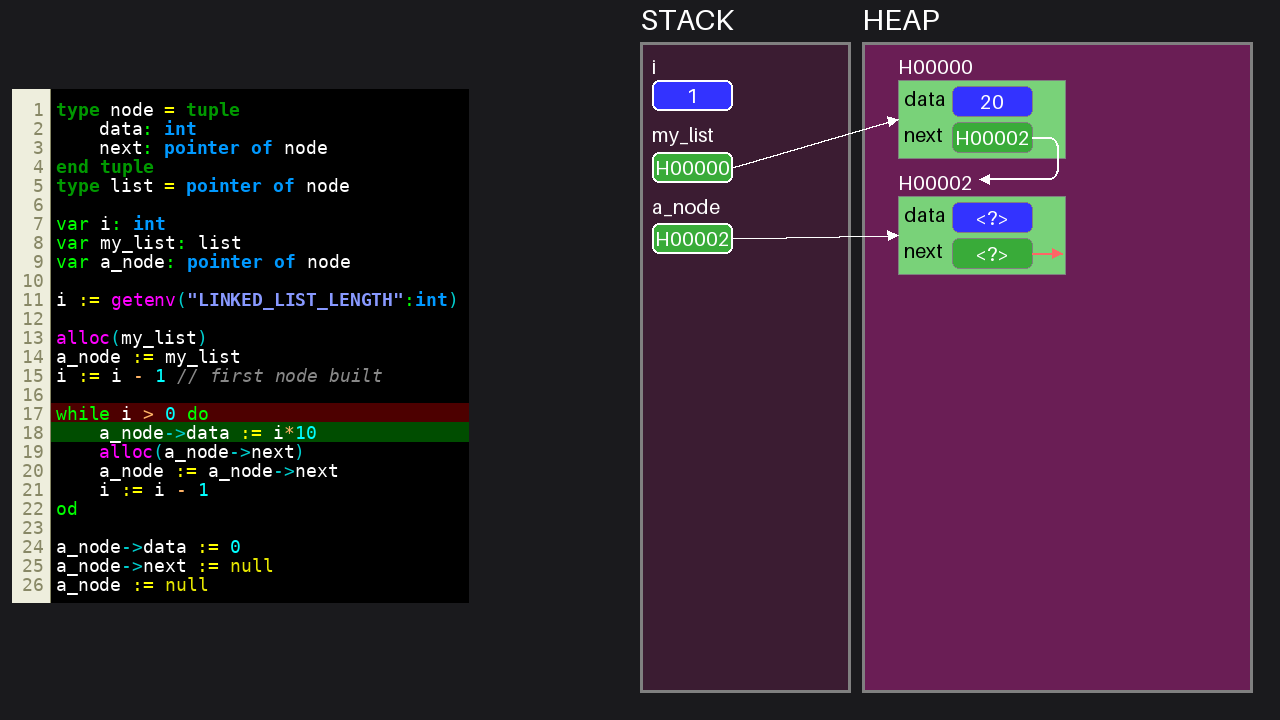 STACK
HEAP
1 type node = tuple
2     data: int
3     next: pointer of node
4 end tuple
5 type list = pointer of node
6
7 var i: int
8 var my_list: list
9 var a_node: pointer of node
10
11 i := getenv("LINKED_LIST_LENGTH":int)
12
13 alloc(my_list)
14 a_node := my_list
15 i := i - 1 // first node built
16
17 while i > 0 do
18     a_node->data := i*10
19     alloc(a_node->next)
20     a_node := a_node->next
21     i := i - 1
22 od
23
24 a_node->data := 0
25 a_node->next := null
26 a_node := null
i
1
my_list
H00000
a_node
H00002
H00000
data 20
next H00002
H00002
data <?>
next <?>